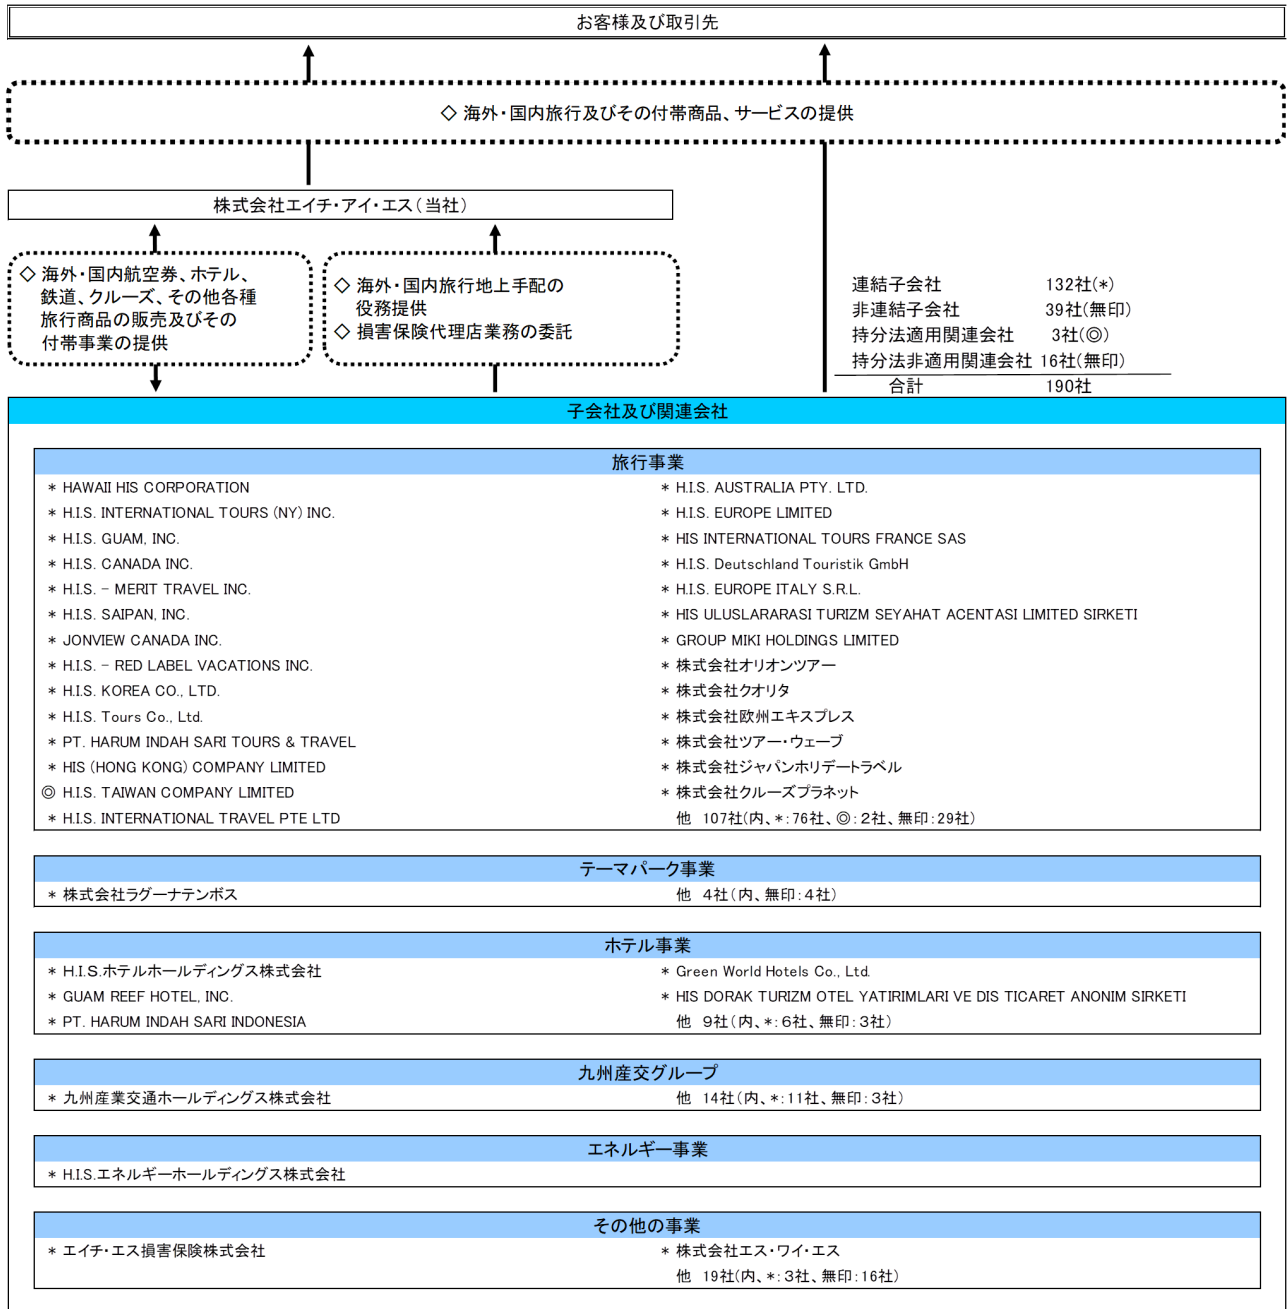 お客様及び取引先
◇ 海外・国内旅行及びその付帯商品、サービスの提供
株式会社エイチ・アイ・エス(当社)
◇ 海外・国内航空券、ホテル、
鉄道、クルーズ、その他各種
旅行商品の販売及びその
付帯事業の提供
◇ 海外・国内旅行地上手配の
役務提供
◇ 損害保険代理店業務の委託
連結子会社 132社(*)
非連結子会社 39社(無印)
持分法適用関連会社 3社(◎)
持分法非適用関連会社 16社(無印)
合計 190社
子会社及び関連会社
旅行事業
* HAWAII HIS CORPORATION
* H.I.S. INTERNATIONAL TOURS (NY) INC.
* H.I.S. GUAM, INC.
* H.I.S. CANADA INC.
* H.I.S. - MERIT TRAVEL INC.
* H.I.S. SAIPAN, INC.
* JONVIEW CANADA INC.
* H.I.S. - RED LABEL VACATIONS INC.
* H.I.S. KOREA CO., LTD.
* H.I.S. Tours Co., Ltd.
* PT. HARUM INDAH SARI TOURS & TRAVEL
* HIS (HONG KONG) COMPANY LIMITED
◎ H.I.S. TAIWAN COMPANY LIMITED
* H.I.S. INTERNATIONAL TRAVEL PTE LTD
* H.I.S. AUSTRALIA PTY. LTD.
* H.I.S. EUROPE LIMITED
* HIS INTERNATIONAL TOURS FRANCE SAS
* H.I.S. Deutschland Touristik GmbH
* H.I.S. EUROPE ITALY S.R.L.
* HIS ULUSLARARASI TURIZM SEYAHAT ACENTASI LIMITED SIRKETI
* GROUP MIKI HOLDINGS LIMITED
* 株式会社オリオンツアー
* 株式会社クオリタ
* 株式会社欧州エキスプレス
* 株式会社ツアー・ウェーブ
* 株式会社ジャパンホリデートラベル
* 株式会社クルーズプラネット
他 107社(内、*:76社、◎:2社、無印:29社)
テーマパーク事業
* 株式会社ラグーナテンボス
他 4社(内、無印:4社)
ホテル事業
* H.I.S.ホテルホールディングス株式会社
* GUAM REEF HOTEL, INC.
* PT. HARUM INDAH SARI INDONESIA
* Green World Hotels Co., Ltd.
* HIS DORAK TURIZM OTEL YATIRIMLARI VE DIS TICARET ANONIM SIRKETI
他 9社(内、*:6社、無印:3社)
九州産交グループ
* 九州産業交通ホールディングス株式会社
他 14社(内、*:11社、無印:3社)
エネルギー事業
* H.I.S.エネルギーホールディングス株式会社
その他の事業
* エイチ・エス損害保険株式会社
* 株式会社エス・ワイ・エス
他 19社(内、*:3社、無印:16社)